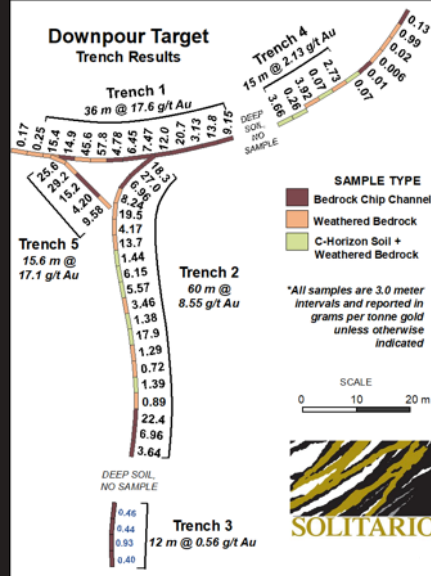 Downpour Target
Trench Results
Trench 1
36 m @ 17.6 g/t Au
0.17
0.25
15.4
14.9
45.6
57.8
4.78
6.45
7.47
12.0
20.7
3.13
13.8
9.15
DEEP
SOIL,
NO
SAMPLE
Trench 4
15 m @ 2.13 g/t Au
3.66
0.26
3.92
0.07
2.73
0.07
0.01
0.006
0.02
0.99
0.13
25.6
29.2
15.2
4.20
9.58
Trench 5
15.6 m @
17.1 g/t Au
18.3
27.0
6.96
8.24
19.5
4.17
13.7
1.44
6.15
5.57
3.46
1.38
17.9
1.29
0.72
1.39
0.89
22.4
6.96
3.64
Trench 2
60 m @
8.55 g/t Au
DEEP SOIL,
NO SAMPLE
0.46
0.44
0.93
0.40
Trench 3
12 m @ 0.56 g/t Au
SAMPLE TYPE
Bedrock Chip Channel
Weathered Bedrock
C-Horizon Soil +
Weathered Bedrock
*All samples are 3.0 meter
intervals and reported in
grams per tonne gold
unless otherwise
indicated
SCALE
0 10 20 m
SOLITARIO